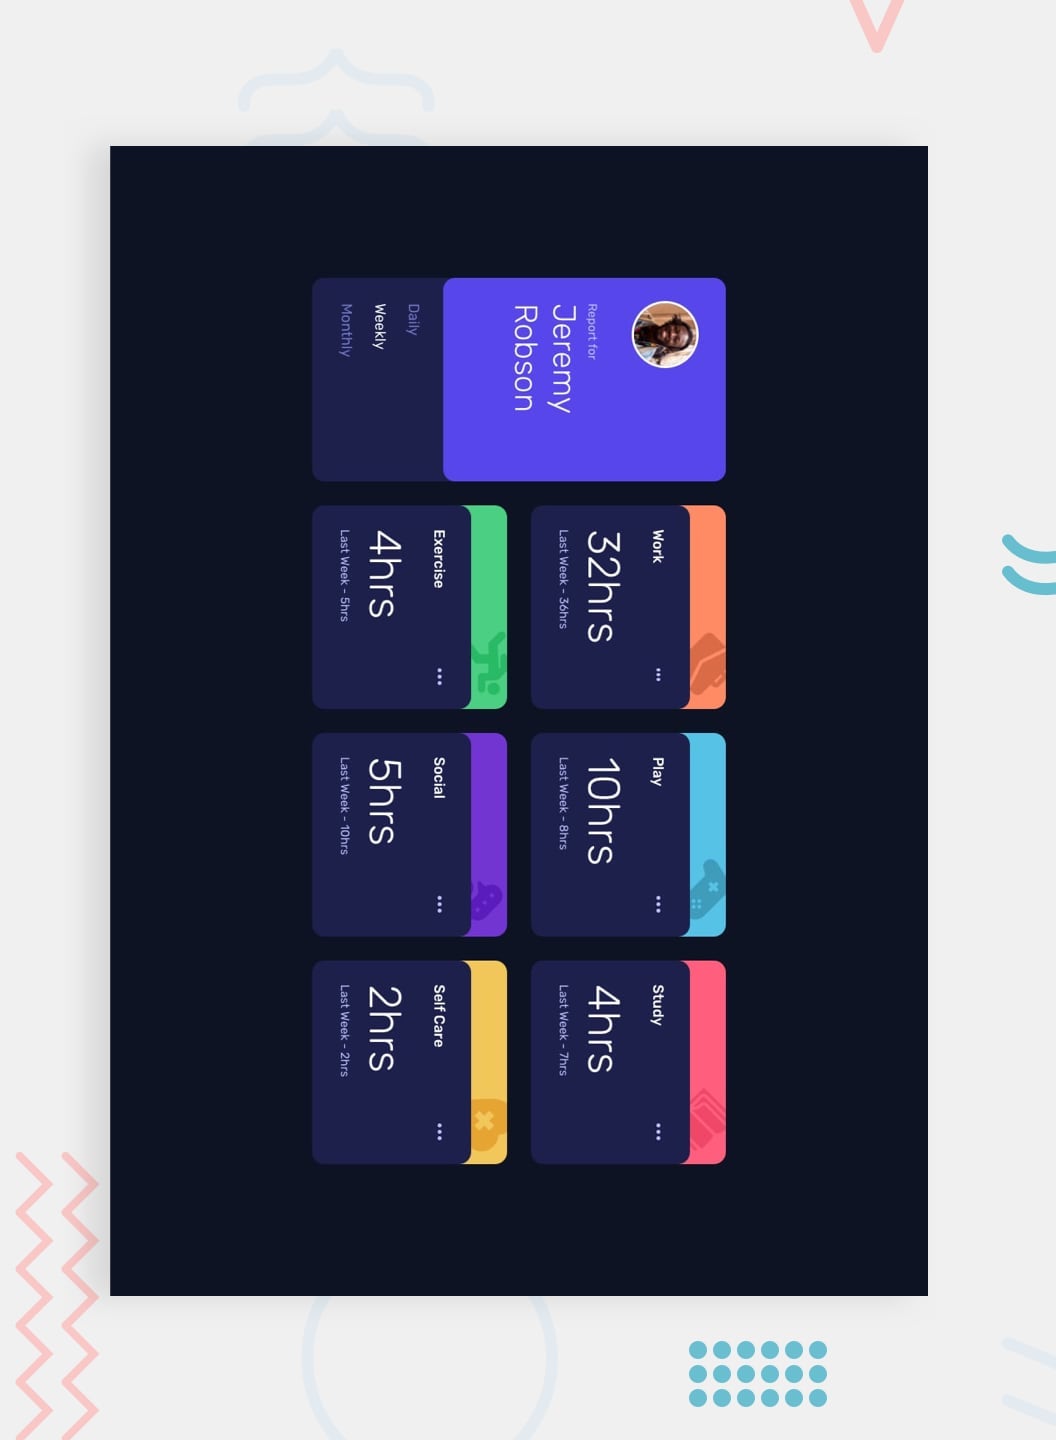 Report for
Jeremy
Robson
Daily
Weekly
Monthly
Work
32hrs
Last Week - 36hrs
Play
10hrs
Last Week - 8hrs
Study
4hrs
Last Week - 7hrs
Exercise
4hrs
Last Week - 5hrs
Social
5hrs
Last Week - 10hrs
Self Care
2hrs
Last Week - 2hrs